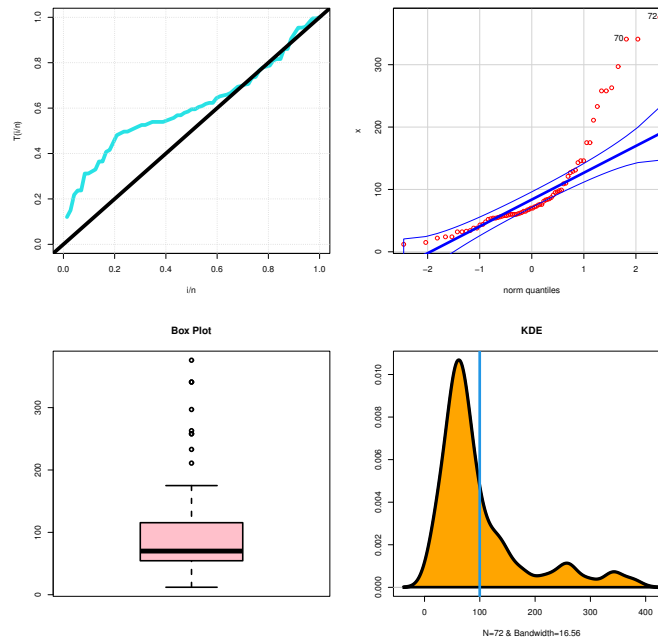 T(i/n)
0.0 0.2 0.4 0.6 0.8 1.0
0.0 0.2 0.4 0.6 0.8 1.0
i/n
x
0 100 200 300
72
70
−2 −1 0 1 2
norm quantiles
Box Plot
0 100 200 300
KDE
0.000 0.002 0.004 0.006 0.008 0.010
0 100 200 300 400
N=72 & Bandwidth=16.56